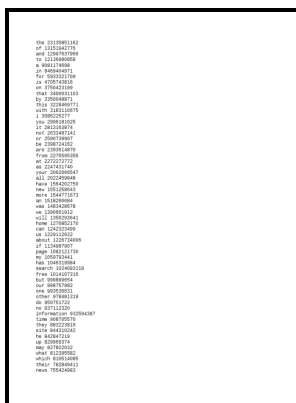 the 23135851162
of 13151942776
and 12997637966
to 12136980858
a 9081174698
in 8469404971
for 5933321709
is 4705743816
on 3750423199
that 3400031103
by 3350048871
this 3228469771
with 3183110675
i 3086225277
you 2996181025
it 2813163874
not 2633487141
or 2590739907
be 2398724162
are 2393614870
from 2275595356
at 2272272772
as 2247431740
your 2062066547
all 2022459848
have 1564202750
new 1551258643
more 1544771673
an 1518266684
was 1483428678
we 1390661912
will 1356293641
home 1276852170
can 1242323499
us 1229112622
about 1226734006
if 1134987907
page 1082121730
my 1059793441
has 1046319984
search 1024093118
free 1014107316
but 999899654
our 998757982
one 993536631
other 978481319
do 950751722
no 937112320
information 932594387
time 908705570
they 883223816
site 844310242
he 842847219
up 829969374
may 827822032
what 812395582
which 810514085
their 782849411
news 755424983